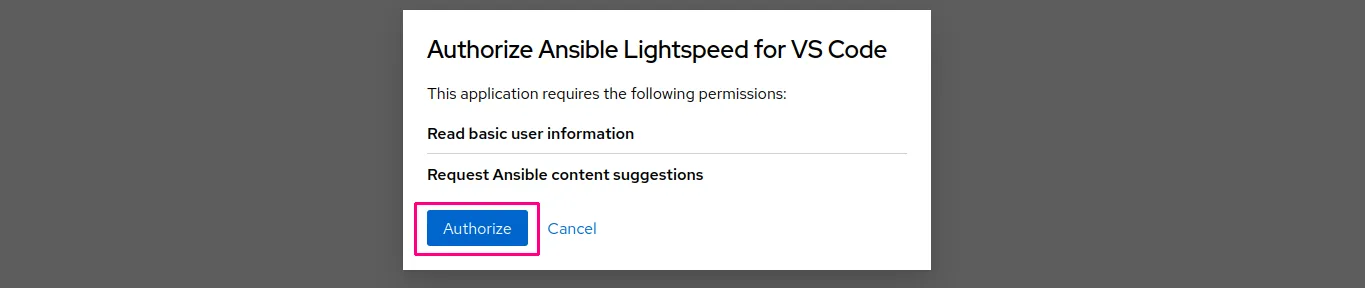 Authorize Ansible Lightspeed for VS Code
This application requires the following permissions:
Read basic user information
Request Ansible content suggestions
Authorize Cancel